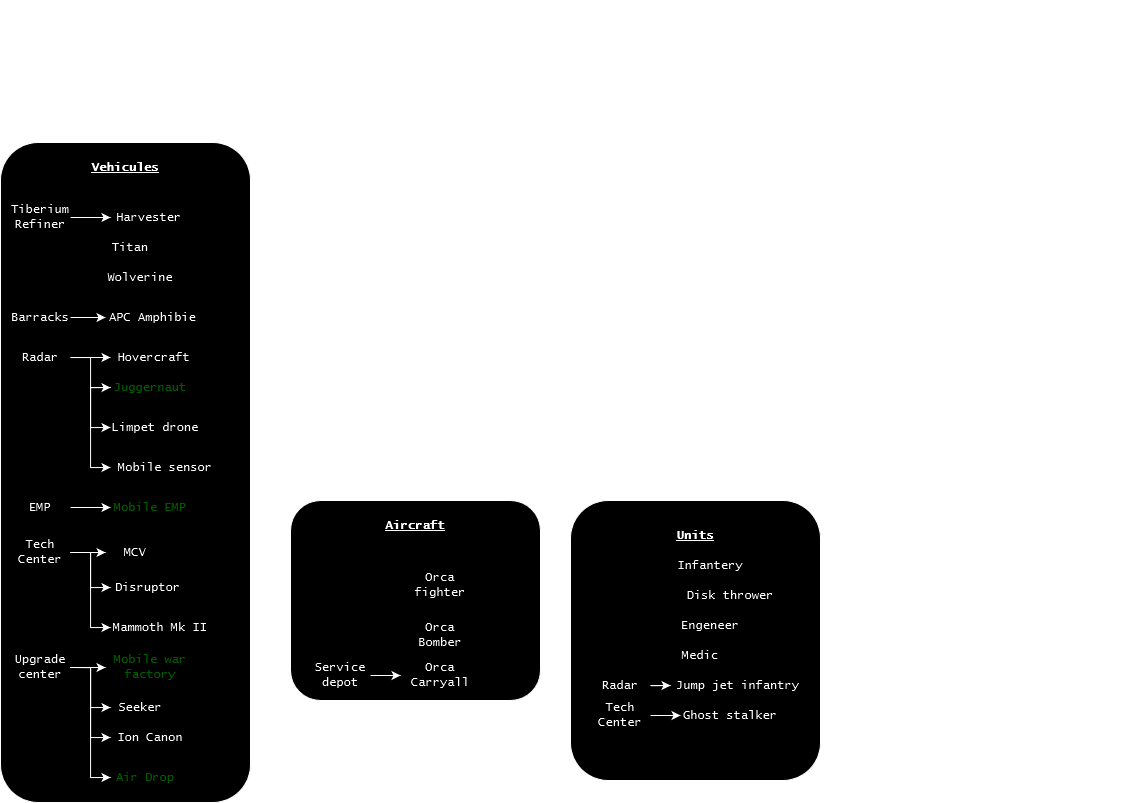 Vehicules
Tiberium
Refiner
Harvester
Titan
Wolverine
Barracks
APC Amphibie
Radar
Hovercraft
Juggernaut
Limpet drone
Mobile sensor
EMP
Mobile EMP
Tech
Center
MCV
Disruptor
Mammoth Mk II
Upgrade
center
Mobile war
factory
Seeker
Ion Canon
Air Drop
Aircraft
Orca
fighter
Orca
Bomber
Service
depot
Orca
Carryall
Units
Infantery
Disk thrower
Engeneer
Medic
Radar
Jump jet infantry
Tech
Center
Ghost stalker